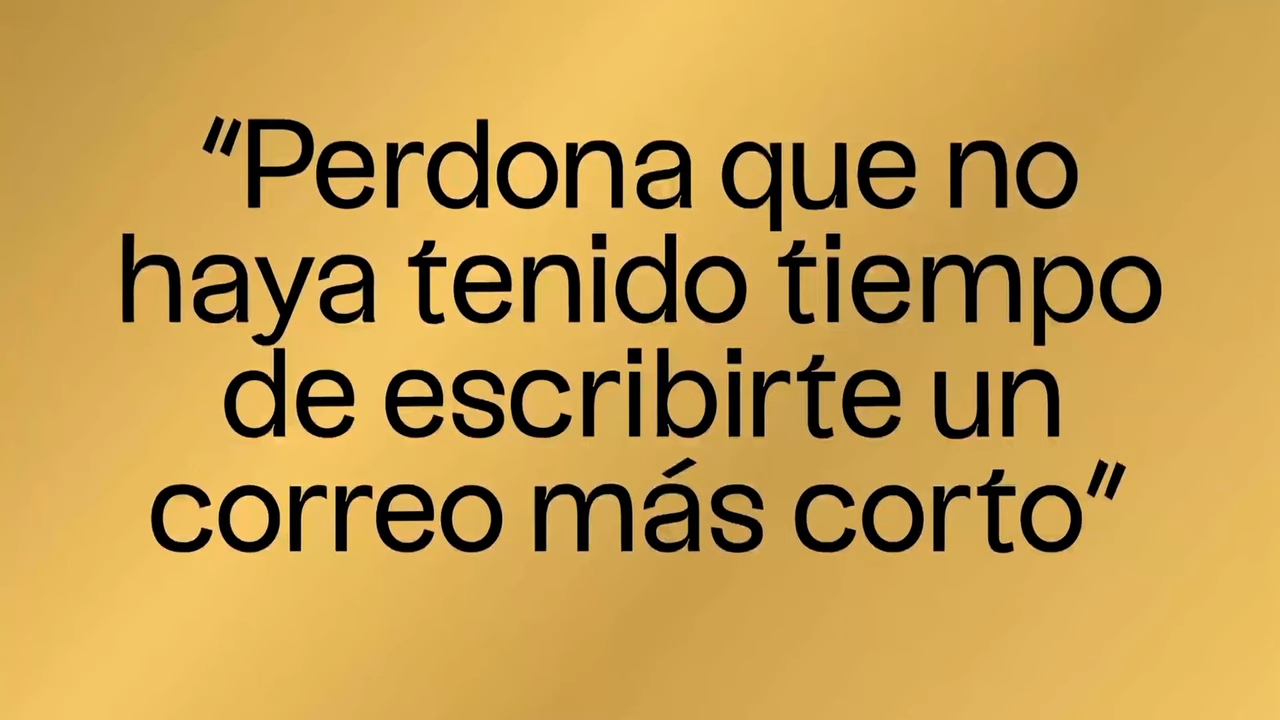 "Perdona que no
haya tenido tiempo
de escribirte un
correo más corto"